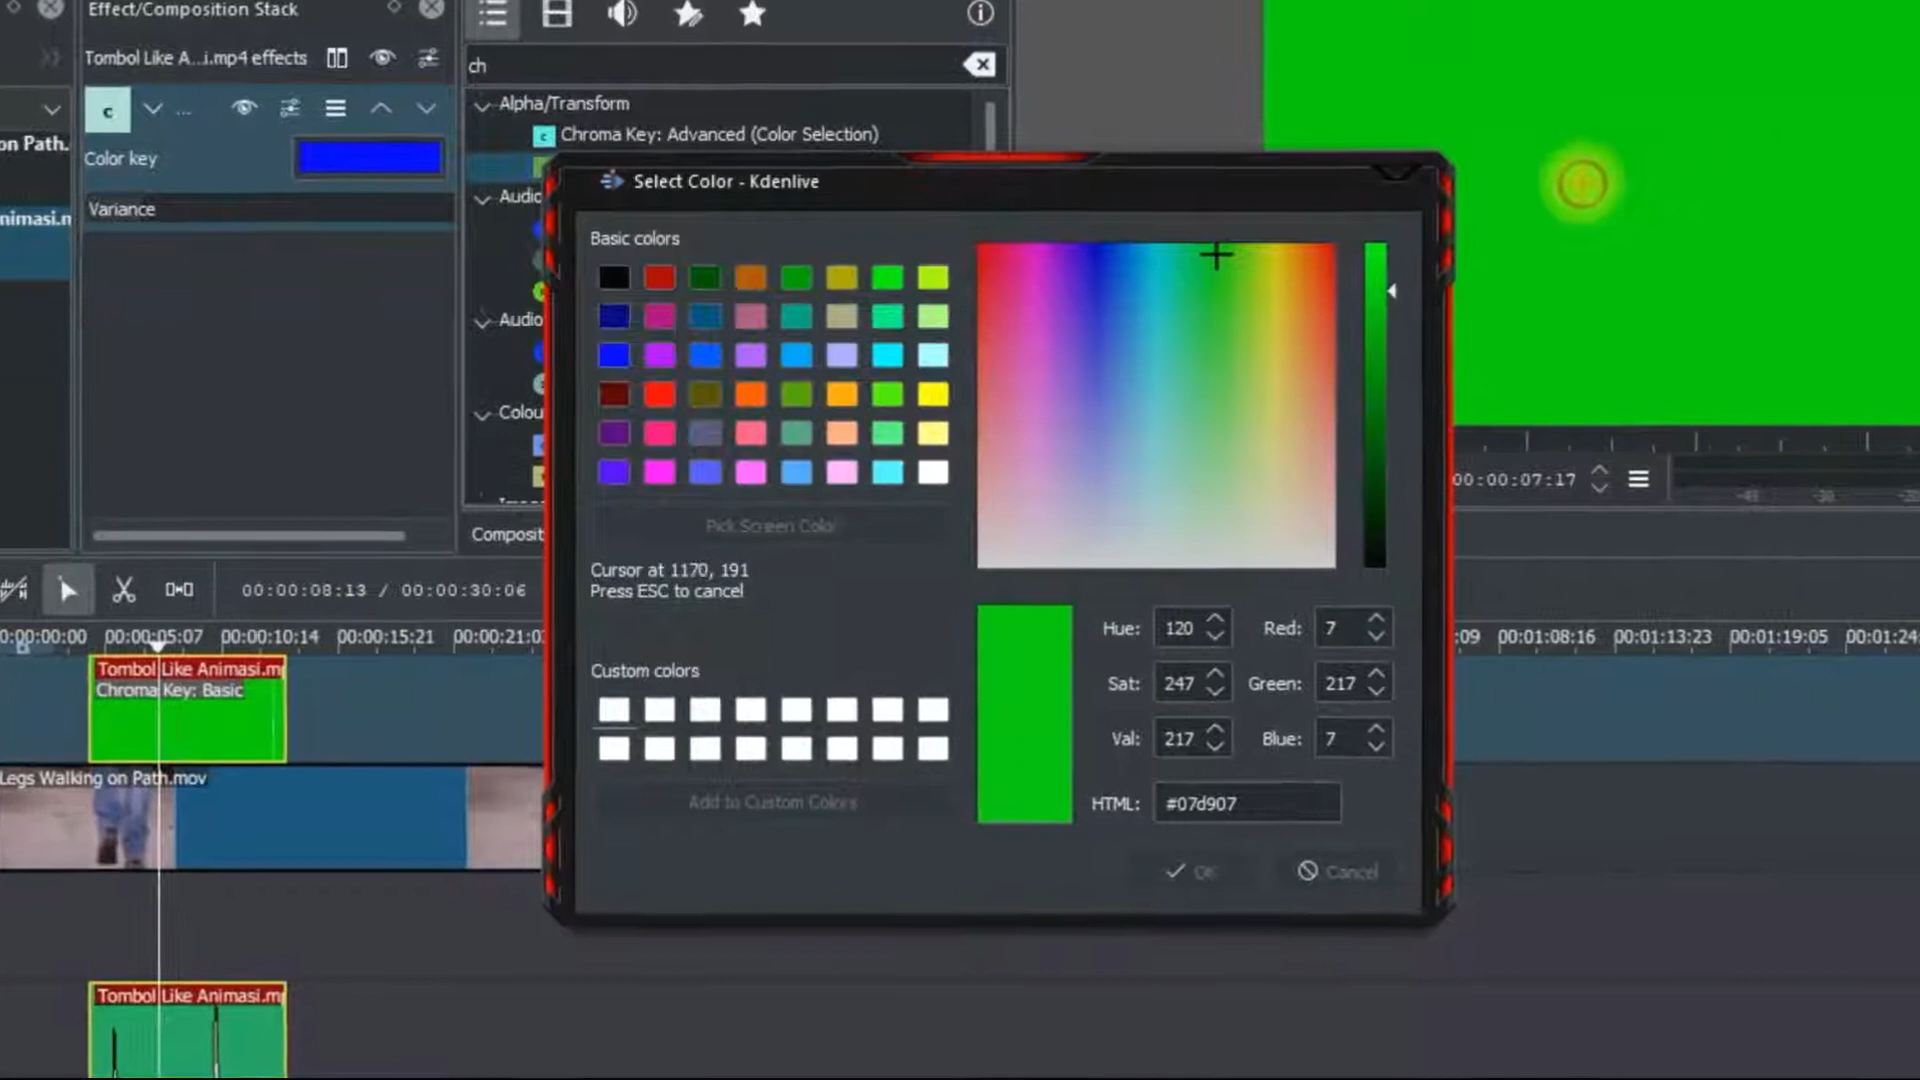 Effect/Composition Stack
Tombol Like A...i.mp4 effects
c
...
Color key
Variance
on Path.
nimasi.m
ch
Alpha/Transform
c Chroma Key: Advanced (Color Selection)
Audio
Audio
Colou
Composit
Select Color - Kdenlive
Basic colors
Pick Screen Color
Cursor at 1170, 191
Press ESC to cancel
Custom colors
Add to Custom Colors
Hue: 120
Red: 7
Sat: 247
Green: 217
Val: 217
Blue: 7
HTML: #07d907
OK
Cancel
00:00:07:17
00:00:08:13 / 00:00:30:06
0:00:00:00 00:00:05:07 00:00:10:14 00:00:15:21 00:00:21:0
:09 00:01:08:16 00:01:13:23 00:01:19:05 00:01:24:
Tombol Like Animasi.m
Chroma Key: Basic
Legs Walking on Path.mov
Tombol Like Animasi.m